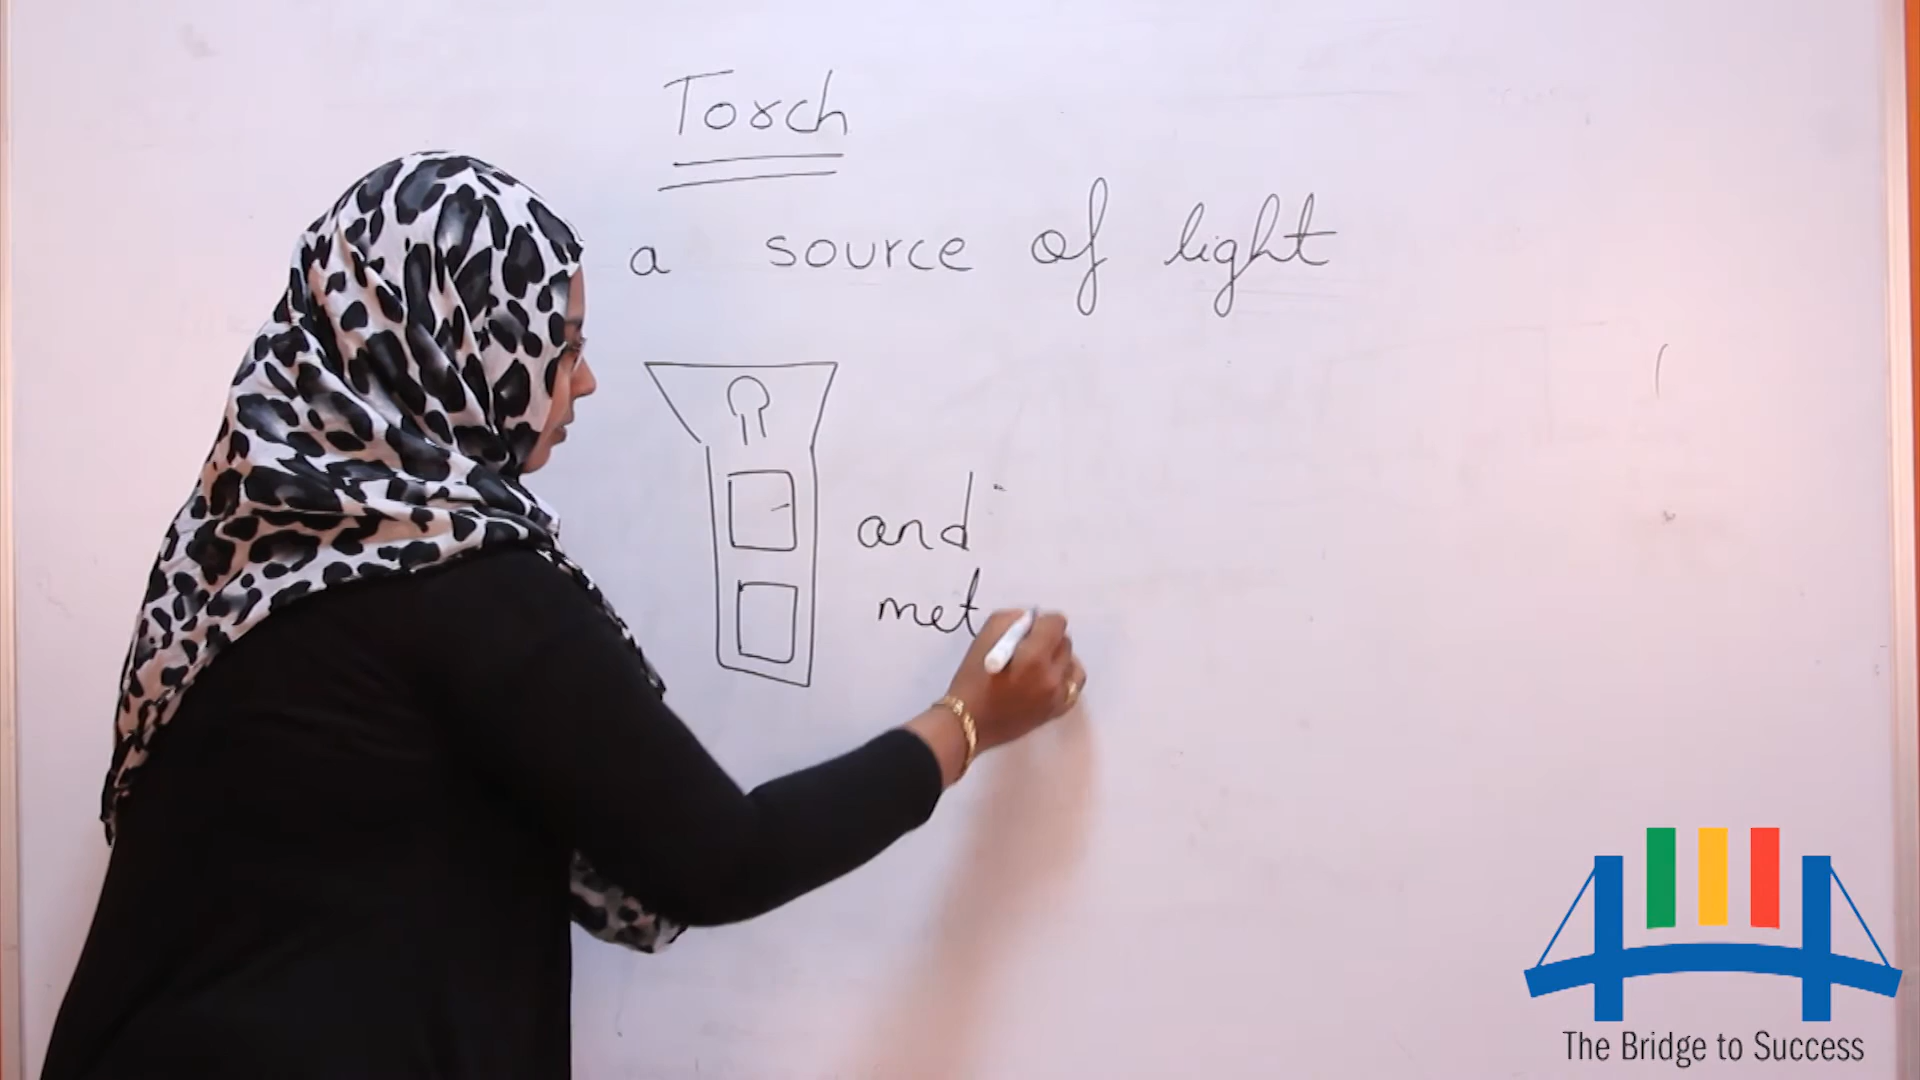 Torch
a source of light
and
met
The Bridge to Success